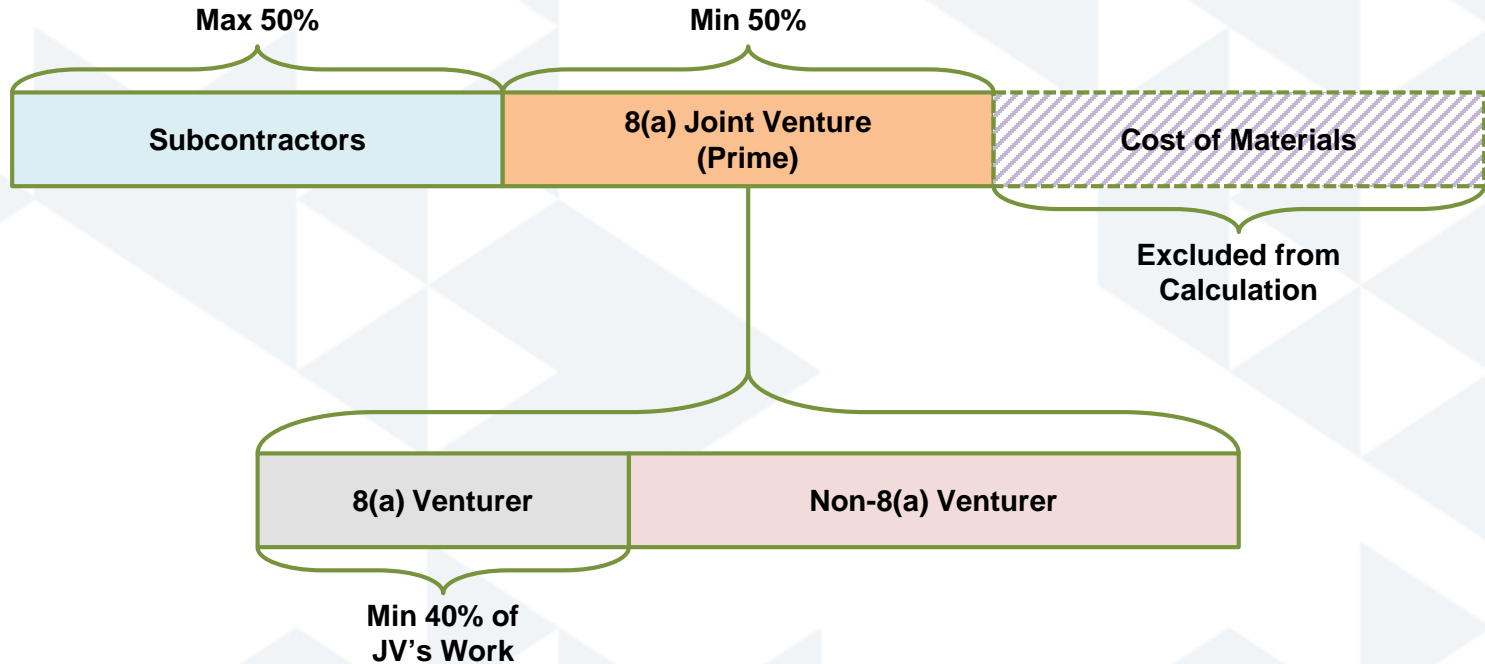 Max 50%
Min 50%
Subcontractors
8(a) Joint Venture
(Prime)
Cost of Materials
Excluded from
Calculation
8(a) Venturer
Non-8(a) Venturer
Min 40% of
JV's Work